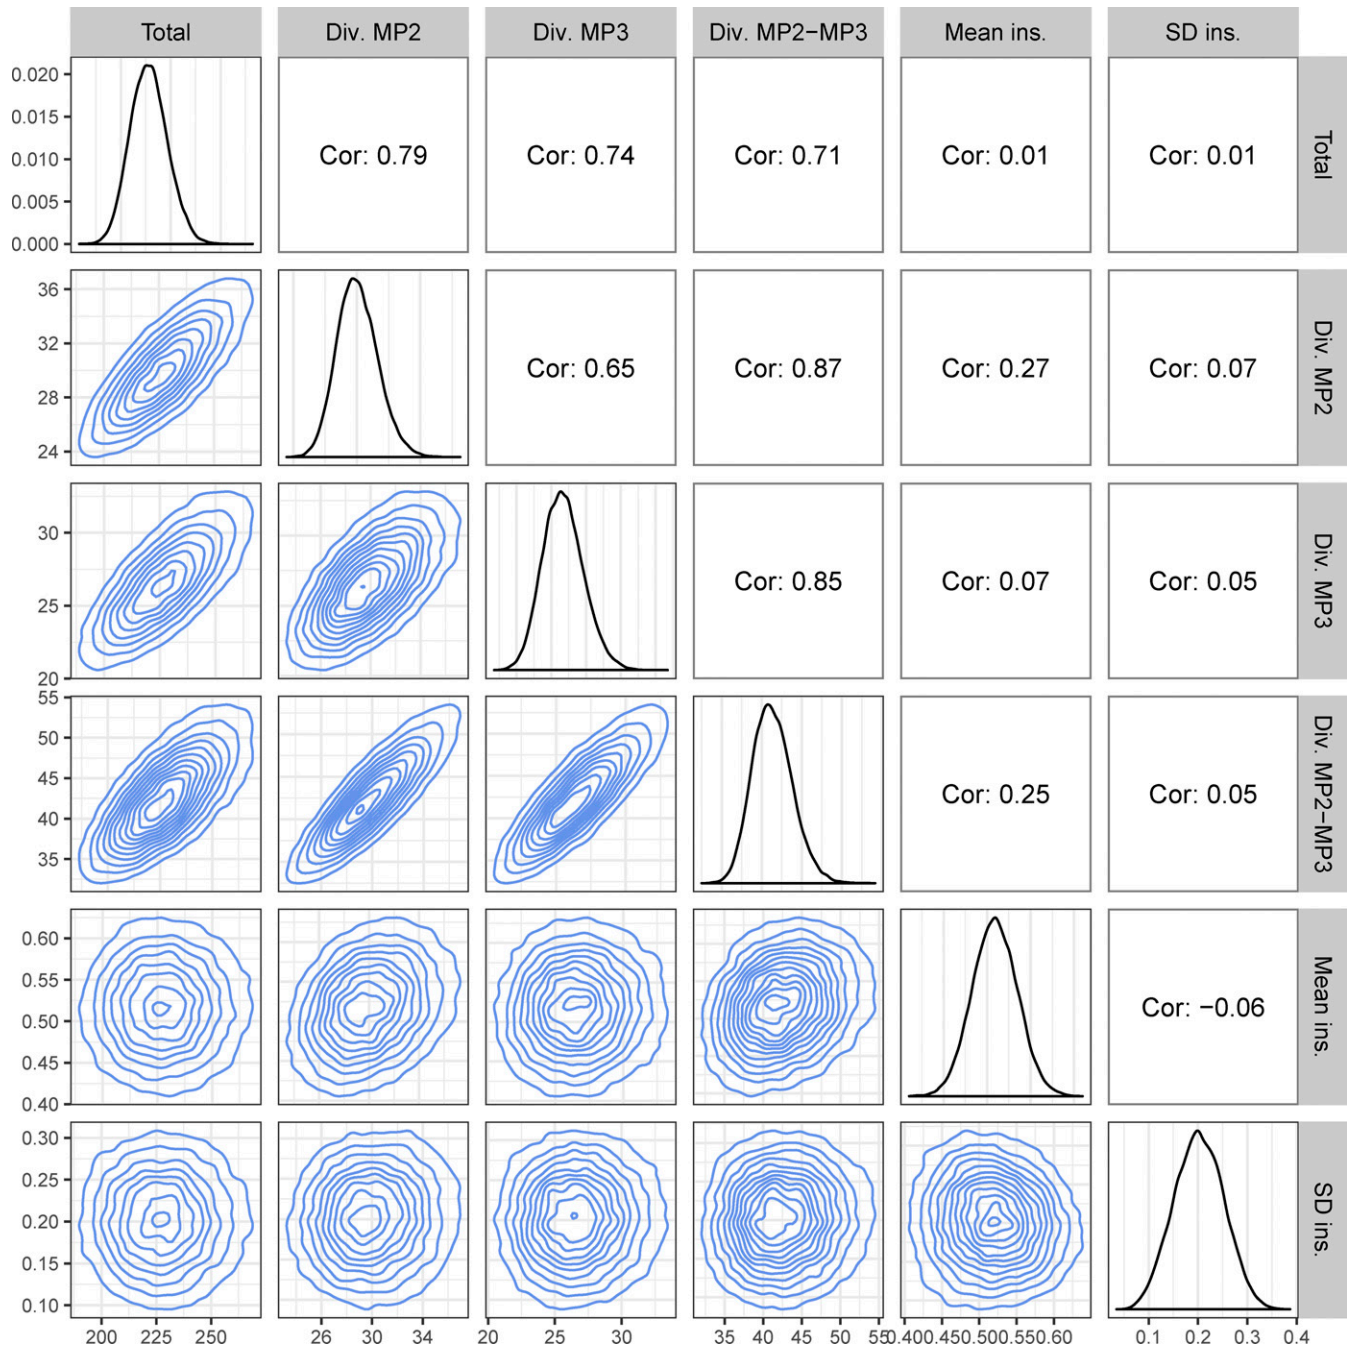 Total Div. MP2 Div. MP3 Div. MP2−MP3 Mean ins. SD ins.
0.020
0.015
0.010
0.005
0.000
Cor: 0.79 Cor: 0.74 Cor: 0.71 Cor: 0.01 Cor: 0.01
Total
36
32
28
24
Cor: 0.65 Cor: 0.87 Cor: 0.27 Cor: 0.07
Div. MP2
30
25
20
Cor: 0.85 Cor: 0.07 Cor: 0.05
Div. MP3
55
50
45
40
35
Cor: 0.25 Cor: 0.05
Div. MP2−MP3
0.60
0.55
0.50
0.45
0.40
Cor: −0.06
Mean ins.
0.30
0.25
0.20
0.15
0.10
SD ins.
200 225 250 26 30 34 20 25 30 35 40 45 50 55 0.40 0.45 0.50 0.55 0.60 0.1 0.2 0.3 0.4